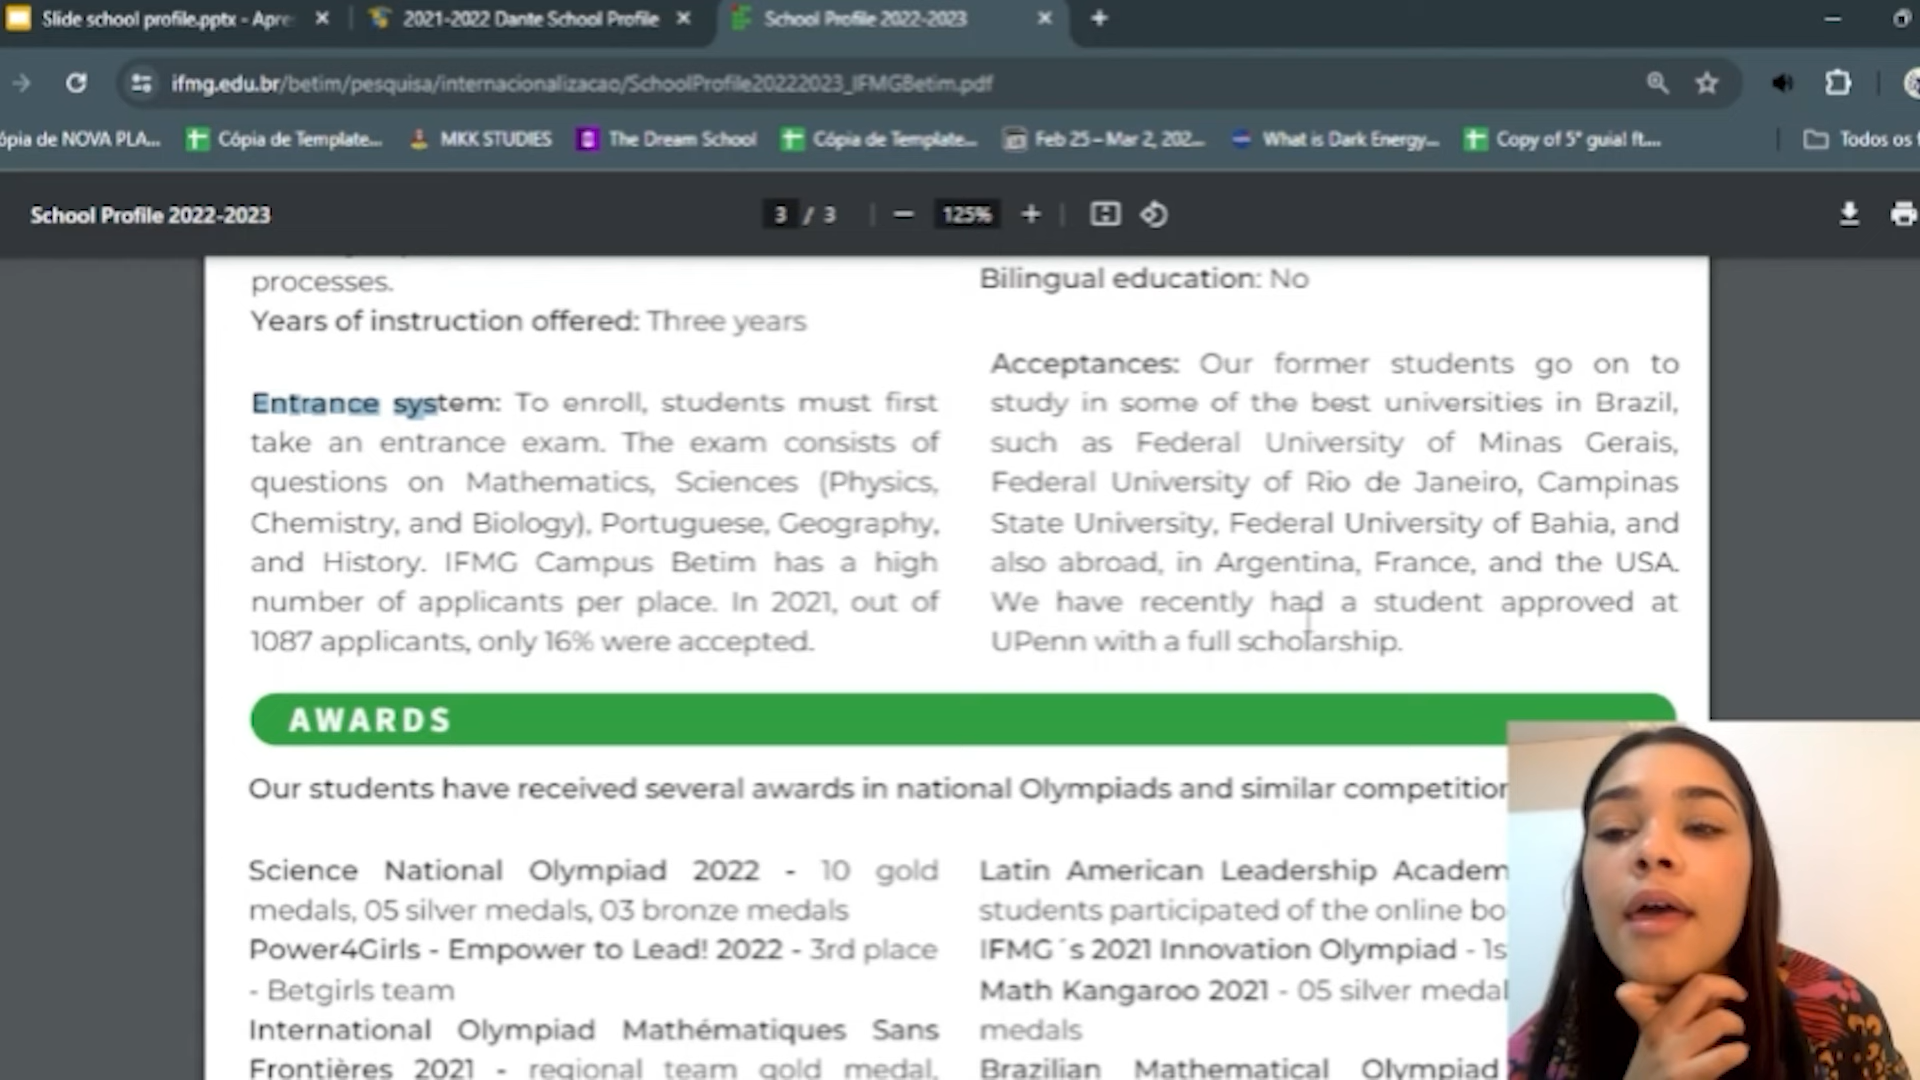 Slide school profile.pptx - Apre
2021-2022 Dante School Profile
School Profile 2022-2023
ifmg.edu.br/betim/pesquisa/internacionalizacao/SchoolProfile20222023_IFMGBetim.pdf
ópia de NOVA PLA...
Cópia de Template...
MKK STUDIES
The Dream School
Cópia de Template...
Feb 25 – Mar 2, 202...
What is Dark Energy...
Copy of 5° guial ft....
Todos os f
School Profile 2022-2023
3 / 3
125%
processes.
Years of instruction offered: Three years
Entrance system: To enroll, students must first
take an entrance exam. The exam consists of
questions on Mathematics, Sciences (Physics,
Chemistry, and Biology), Portuguese, Geography,
and History. IFMG Campus Betim has a high
number of applicants per place. In 2021, out of
1087 applicants, only 16% were accepted.
Bilingual education: No
Acceptances: Our former students go on to
study in some of the best universities in Brazil,
such as Federal University of Minas Gerais,
Federal University of Rio de Janeiro, Campinas
State University, Federal University of Bahia, and
also abroad, in Argentina, France, and the USA.
We have recently had a student approved at
UPenn with a full scholarship.
AWARDS
Our students have received several awards in national Olympiads and similar competition
Science National Olympiad 2022 - 10 gold
medals, 05 silver medals, 03 bronze medals
Power4Girls - Empower to Lead! 2022 - 3rd place
- Betgirls team
International Olympiad Mathématiques Sans
Frontières 2021 - regional team gold medal,
Latin American Leadership Academ
students participated of the online bo
IFMG´s 2021 Innovation Olympiad - 1s
Math Kangaroo 2021 - 05 silver medal
medals
Brazilian Mathematical Olympiad